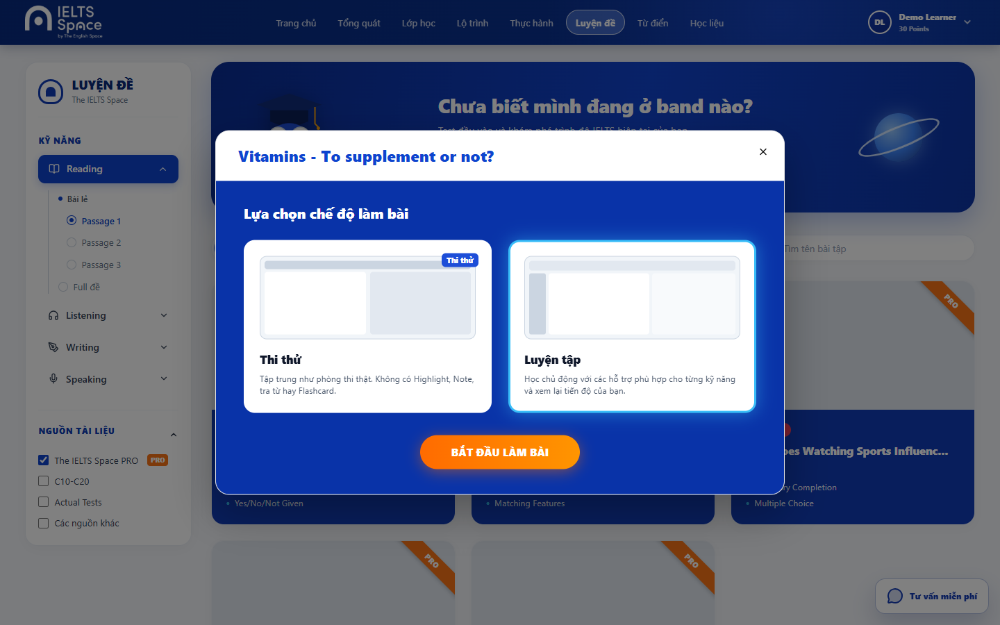 IELTS
Space
by The English Space
Trang chủ
Tổng quát
Lớp học
Lộ trình
Thực hành
Luyện đề
Từ điển
Học liệu
DL
Demo Learner
30 Points
LUYỆN ĐỀ
The IELTS Space
KỸ NĂNG
Reading
Bài lẻ
Passage 1
Passage 2
Passage 3
Full đề
Listening
Writing
Speaking
NGUỒN TÀI LIỆU
The IELTS Space PRO
PRO
C10-C20
Actual Tests
Các nguồn khác
Chưa biết mình đang ở band nào?
Test đầu vào và khám phá trình độ IELTS hiện tại của bạn
Tìm tên bài tập
Vitamins - To supplement or not?
Lựa chọn chế độ làm bài
Thi thử
Thi thử
Tập trung như phòng thi thật. Không có Highlight, Note,
tra từ hay Flashcard.
Luyện tập
Học chủ động với các hỗ trợ phù hợp cho từng kỹ năng
và xem lại tiến độ của bạn.
BẮT ĐẦU LÀM BÀI
PRO
Watching Sports Influenc...
Completion
Yes/No/Not Given
Matching Features
Multiple Choice
PRO
PRO
Tư vấn miễn phí